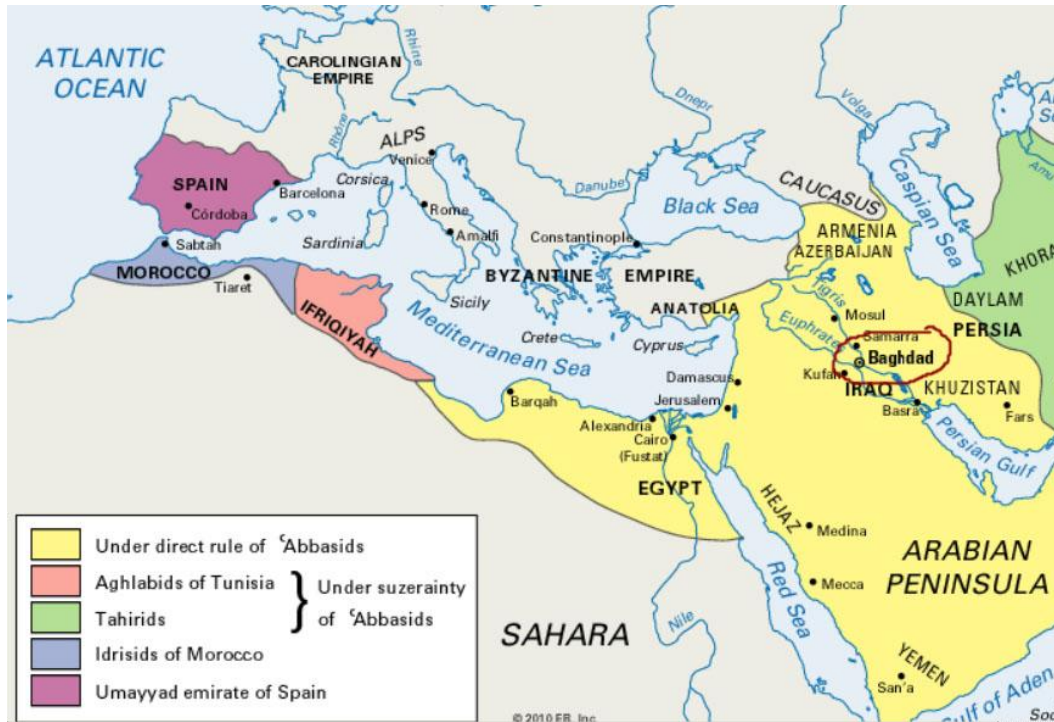 ATLANTIC
OCEAN
CAROLINGIAN
EMPIRE
Rhine
Rhône
ALPS
Venice
Corsica
Rome
Amalfi
Sardinia
Sicily
Danube
Dnepr
Volga
Black Sea
CAUCASUS
Caspian Sea
SPAIN
Barcelona
Córdoba
Sabtah
MOROCCO
Tiaret
IFRIQIYAH
Mediterranean Sea
Constantinople
BYZANTINE EMPIRE
ANATOLIA
Crete
Cyprus
ARMENIA
AZERBAIJAN
Tigris
Mosul
Euphrate
Samarra
Baghdad
Kufah
IRAQ
Basra
DAYLAM
PERSIA
KHORA
KHUZISTAN
Fars
Persian Gulf
Damascus
Jerusalem
Barqah
Alexandria
Cairo
(Fustat)
EGYPT
HEJAZ
Medina
Mecca
ARABIAN
PENINSULA
Red Sea
Nile
SAHARA
YEMEN
San'a
Gulf of Aden
Under direct rule of ʿAbbasids
Aghlabids of Tunisia
Tahirids
Under suzerainty
of ʿAbbasids
Idrisids of Morocco
Umayyad emirate of Spain
© 2010 EB, Inc.